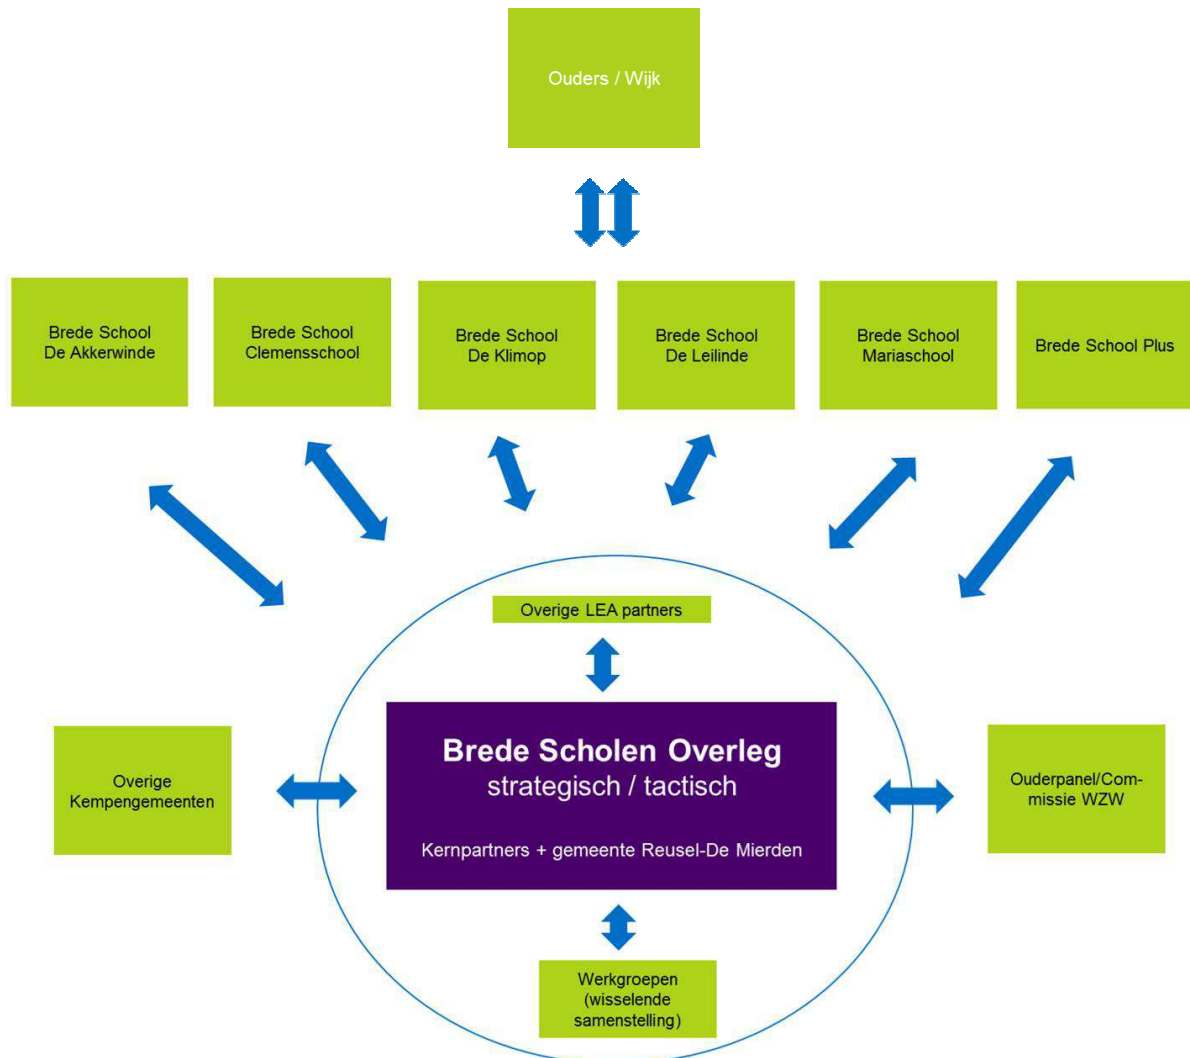 Ouders / Wijk
Brede School
De Akkerwinde
Brede School
Clemensschool
Brede School
De Klimop
Brede School
De Leilinde
Brede School
Mariaschool
Brede School Plus
Overige LEA partners
Overige
Kempengemeenten
Brede Scholen Overleg
strategisch / tactisch
Kernpartners + gemeente Reusel-De Mierden
Ouderpanel/Com-
missie WZW
Werkgroepen
(wisselende
samenstelling)